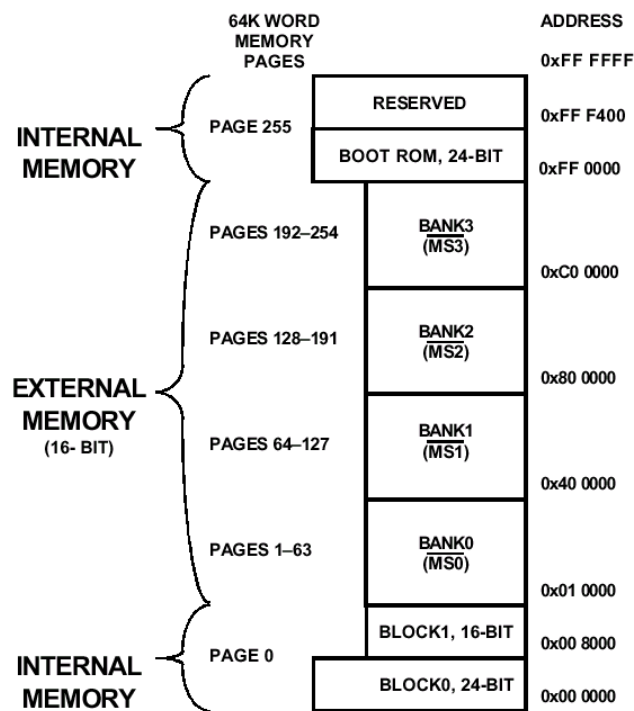 64K WORD
MEMORY
PAGES
ADDRESS
0xFF FFFF
RESERVED
0xFF F400
PAGE 255
INTERNAL
MEMORY
BOOT ROM, 24-BIT
0xFF 0000
PAGES 192–254
BANK3
(MS3)
0xC0 0000
PAGES 128–191
BANK2
(MS2)
0x80 0000
EXTERNAL
MEMORY
(16- BIT)
PAGES 64–127
BANK1
(MS1)
0x40 0000
PAGES 1–63
BANK0
(MS0)
0x01 0000
BLOCK1, 16-BIT
0x00 8000
PAGE 0
INTERNAL
MEMORY
BLOCK0, 24-BIT
0x00 0000